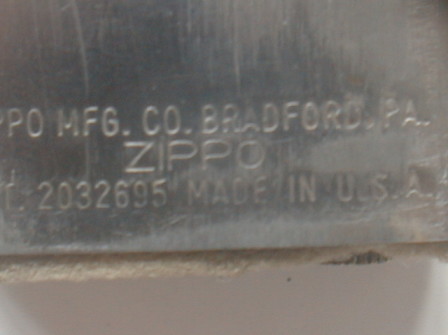 PPO MFG. CO. BRADFORD, PA.
ZIPPO
T. 2032695 MADE IN U.S.A.